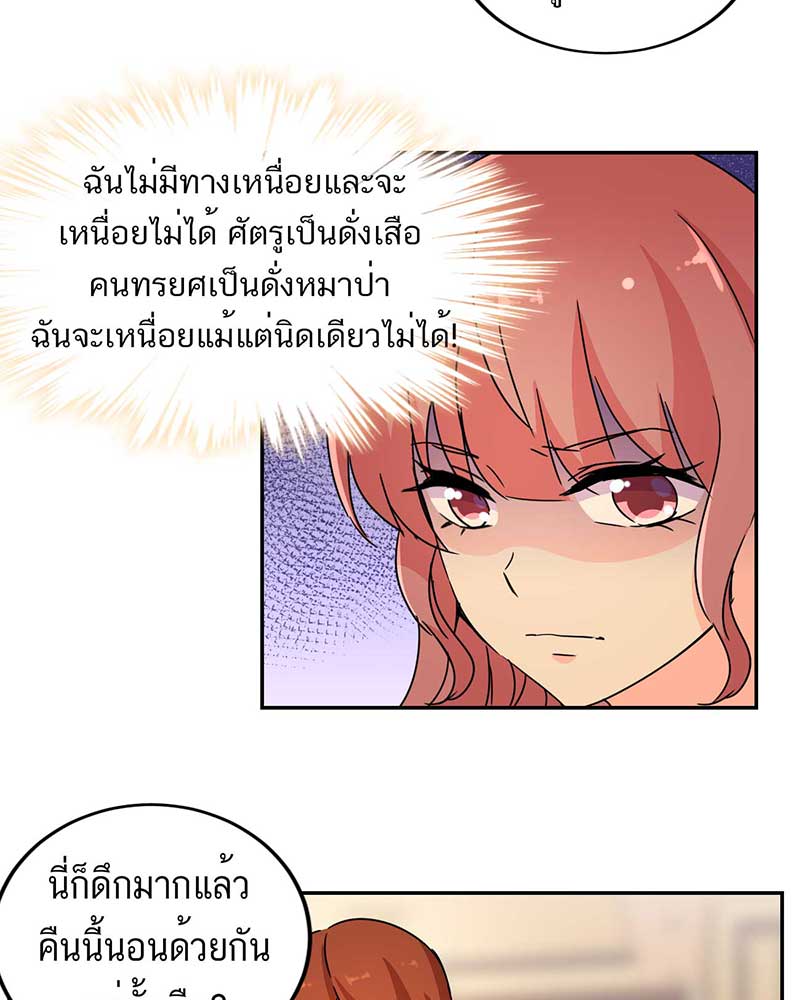 ฉันไม่มีทางเหนื่อยและจะ
เหนื่อยไม่ได้ ศัตรูเป็นดั่งเสือ
คนทรยศเป็นดั่งหมาป่า
ฉันจะเหนื่อยแม้แต่นิดเดียวไม่ได้!
นี่ก็ดึกมากแล้ว
คืนนี้นอนด้วยกัน